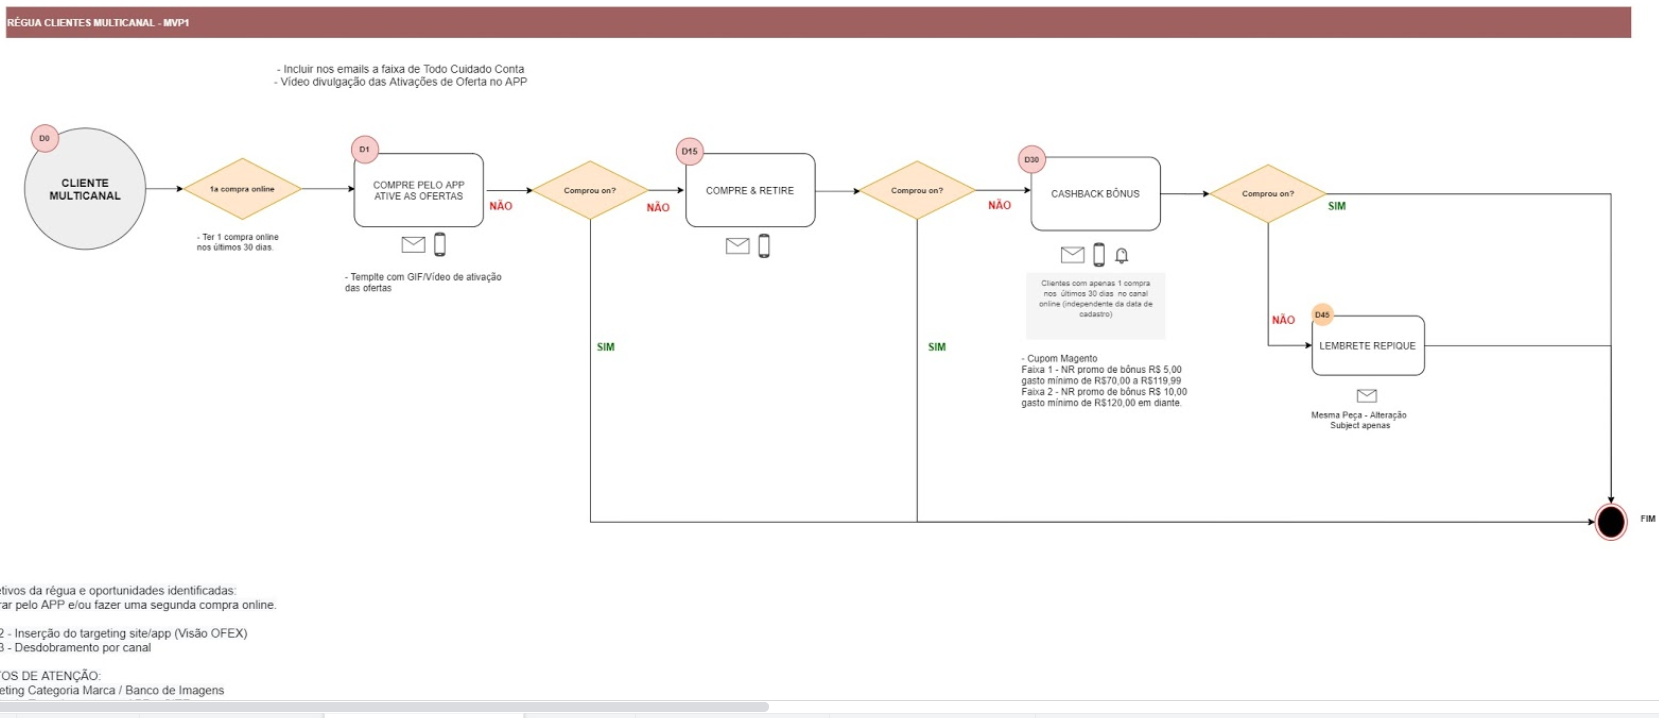 RÉGUA CLIENTES MULTICANAL - MVP1
- Incluir nos emails a faixa de Todo Cuidado Conta
- Vídeo divulgação das Ativações de Oferta no APP
D0
CLIENTE
MULTICANAL
1a compra online
- Ter 1 compra online
nos últimos 30 dias.
D1
COMPRE PELO APP
ATIVE AS OFERTAS
- Templte com GIF/Vídeo de ativação
das ofertas
NÃO
Comprou on?
SIM
NÃO
D15
COMPRE & RETIRE
Comprou on?
SIM
NÃO
D30
CASHBACK BÔNUS
Clientes com apenas 1 compra
nos últimos 30 dias no canal
online (independente da data de
cadastro)
- Cupom Magento
Faixa 1 - NR promo de bônus R$ 5,00
gasto mínimo de R$70,00 a R$119,99
Faixa 2 - NR promo de bônus R$ 10,00
gasto mínimo de R$120,00 em diante.
Comprou on?
SIM
NÃO
D45
LEMBRETE REPIQUE
Mesma Peça - Alteração
Subject apenas
FIM
tivos da régua e oportunidades identificadas:
rar pelo APP e/ou fazer uma segunda compra online.
2 - Inserção do targeting site/app (Visão OFEX)
3 - Desdobramento por canal
TOS DE ATENÇÃO:
eting Categoria Marca / Banco de Imagens